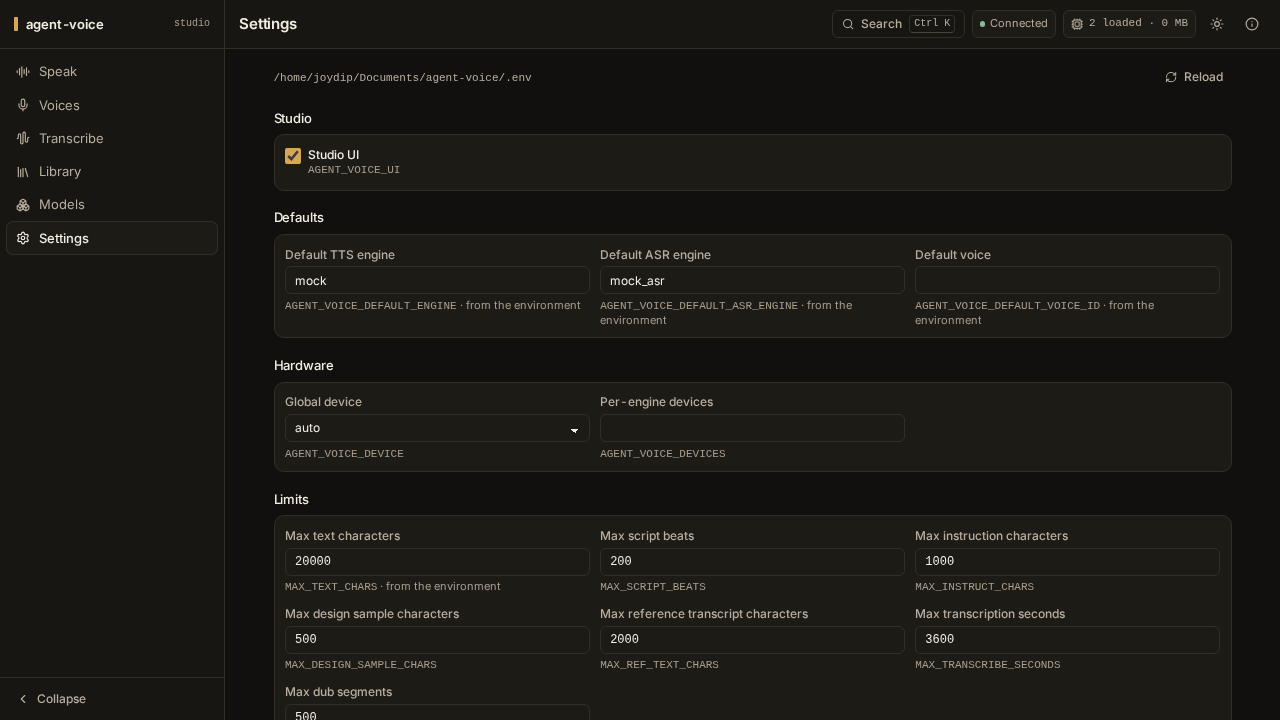 agent-voice
studio
Settings
Search
Ctrl K
Connected
2 loaded · 0 MB
Speak
Voices
Transcribe
Library
Models
Settings
Collapse
/home/joydip/Documents/agent-voice/.env
Reload
Studio
Studio UI
AGENT_VOICE_UI
Defaults
Default TTS engine
mock
AGENT_VOICE_DEFAULT_ENGINE · from the environment
Default ASR engine
mock_asr
AGENT_VOICE_DEFAULT_ASR_ENGINE · from the
environment
Default voice
AGENT_VOICE_DEFAULT_VOICE_ID · from the
environment
Hardware
Global device
auto
AGENT_VOICE_DEVICE
Per-engine devices
AGENT_VOICE_DEVICES
Limits
Max text characters
20000
MAX_TEXT_CHARS · from the environment
Max script beats
200
MAX_SCRIPT_BEATS
Max instruction characters
1000
MAX_INSTRUCT_CHARS
Max design sample characters
500
MAX_DESIGN_SAMPLE_CHARS
Max reference transcript characters
2000
MAX_REF_TEXT_CHARS
Max transcription seconds
3600
MAX_TRANSCRIBE_SECONDS
Max dub segments
500